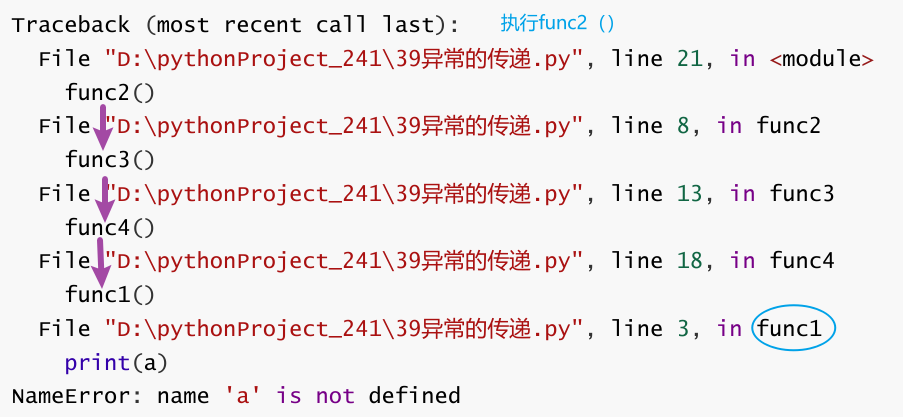 Traceback (most recent call last): 执行func2（）
File "D:\pythonProject_241\39异常的传递.py", line 21, in <module>
func2()
File "D:\pythonProject_241\39异常的传递.py", line 8, in func2
func3()
File "D:\pythonProject_241\39异常的传递.py", line 13, in func3
func4()
File "D:\pythonProject_241\39异常的传递.py", line 18, in func4
func1()
File "D:\pythonProject_241\39异常的传递.py", line 3, in func1
print(a)
NameError: name 'a' is not defined